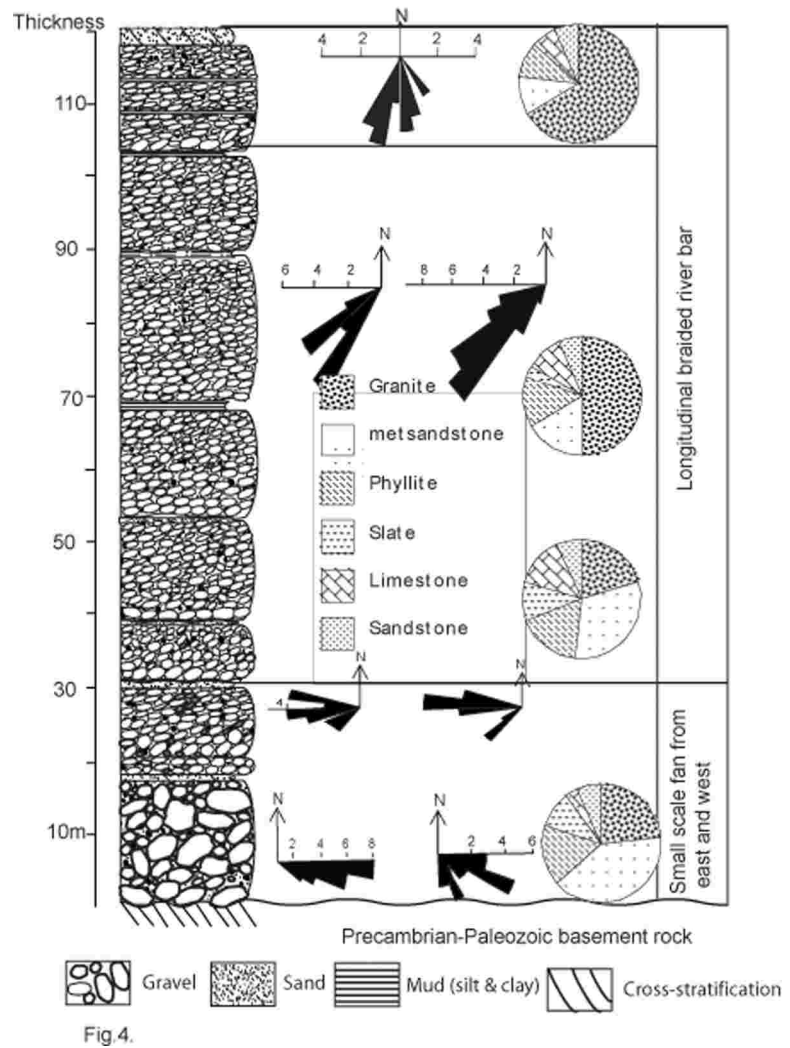 Thickness
N
4 2 2 4
110
N
N
90
6 4 2
8 6 4 2
70
Granite
metsandstone
Phyllite
50
Slate
Limestone
Sandstone
N
N
30
4
N
N
2 4 6 8
2 4 6
10m
Longitudinal braided river bar
Small scale fan from
east and west
Precambrian-Paleozoic basement rock
Gravel
Sand
Mud (silt & clay)
Cross-stratification
Fig.4.